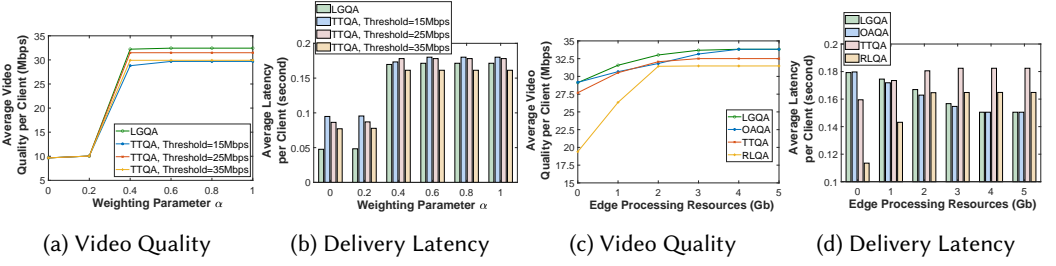 Average Video
Quality per Client (Mbps)
35
30
25
20
15
10
5
LGQA
TTQA, Threshold=15Mbps
TTQA, Threshold=25Mbps
TTQA, Threshold=35Mbps
0 0.2 0.4 0.6 0.8 1
Weighting Parameter α
(a) Video Quality
LGQA
TTQA, Threshold=15Mbps
TTQA, Threshold=25Mbps
TTQA, Threshold=35Mbps
Average Latency
per Client (second)
0.2
0.15
0.1
0.05
0
0 0.2 0.4 0.6 0.8 1
Weighting Parameter α
(b) Delivery Latency
Average Video
Quality per Client (Mbps)
35
32.5
30
27.5
25
22.5
20
17.5
15
LGQA
OAQA
TTQA
RLQA
0 1 2 3 4 5
Edge Processing Resources (Gb)
(c) Video Quality
LGQA
OAQA
TTQA
RLQA
Average Latency
per Client (second)
0.2
0.18
0.16
0.14
0.12
0.1
0 1 2 3 4 5
Edge Processing Resources (Gb)
(d) Delivery Latency